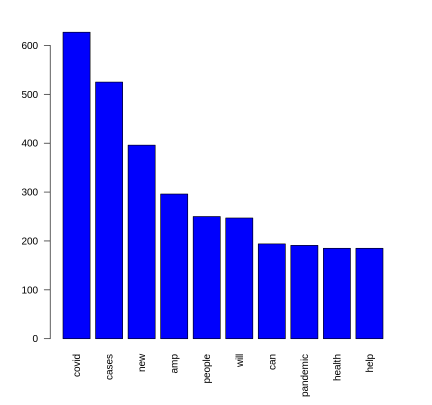 600
500
400
300
200
100
0
covid
cases
new
amp
people
will
can
pandemic
health
help